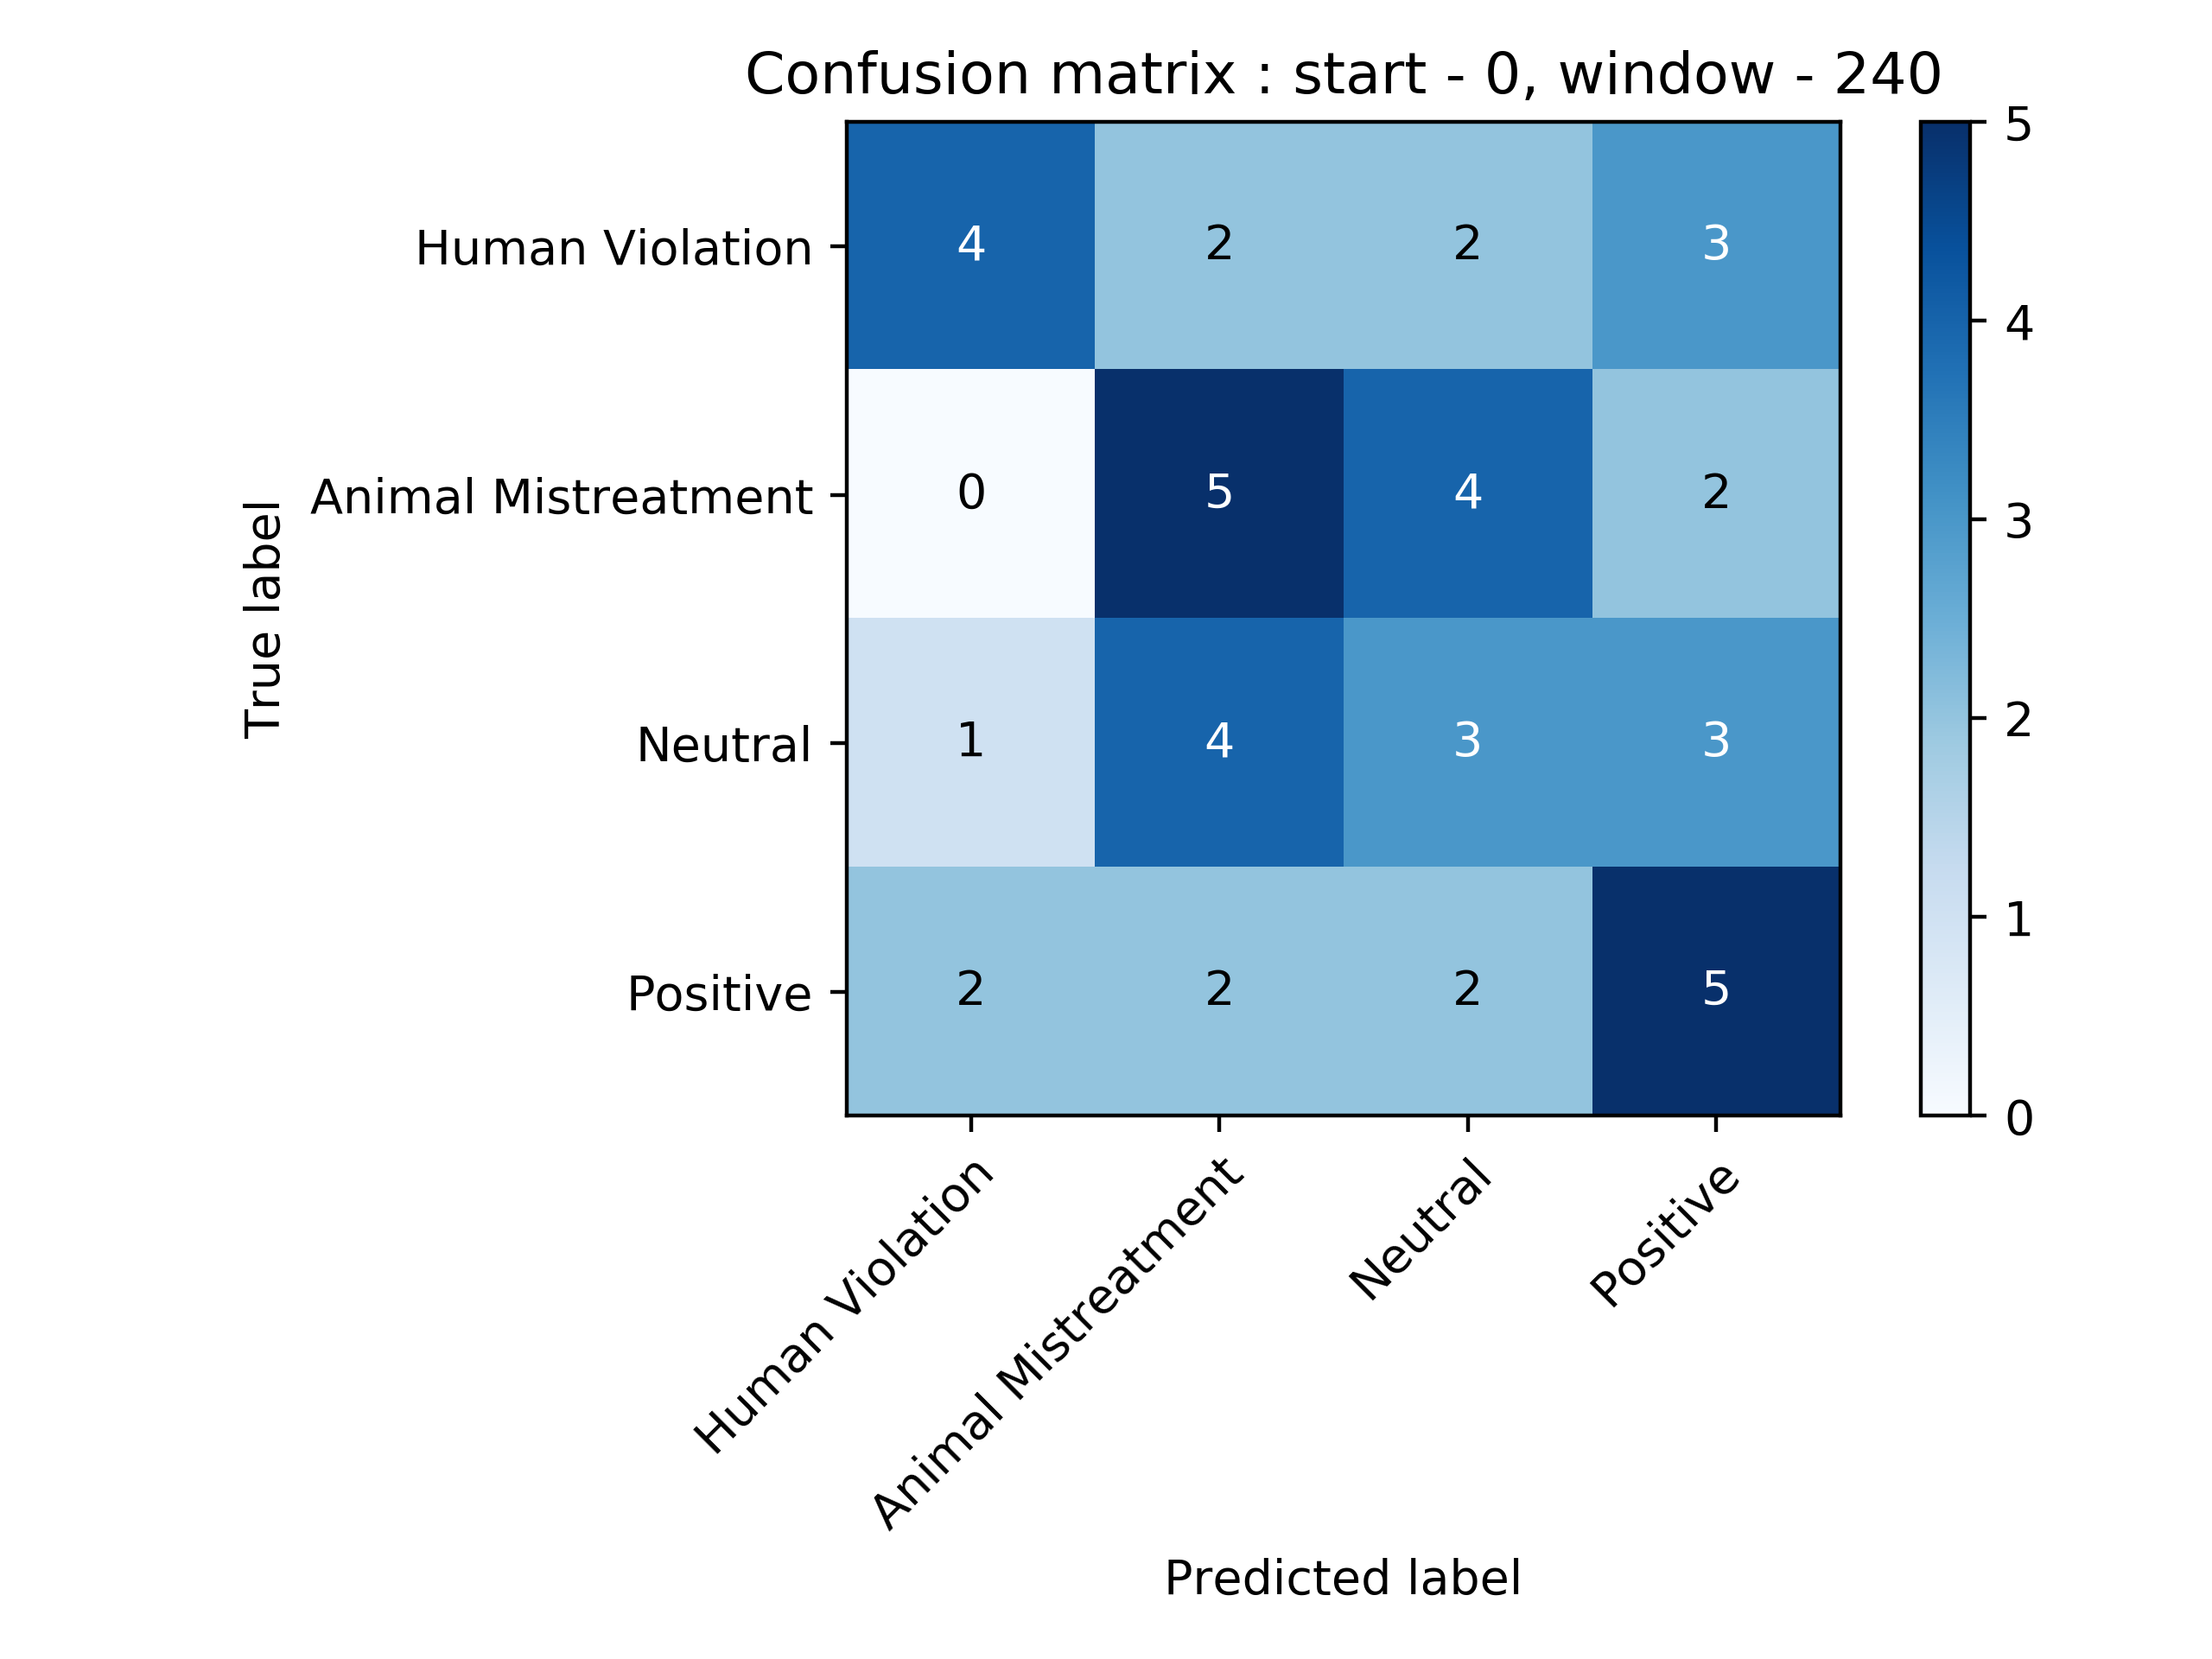 Confusion matrix : start - 0, window - 240
True label
Human Violation 4 2 2 3
Animal Mistreatment 0 5 4 2
Neutral 1 4 3 3
Positive 2 2 2 5
Human Violation Animal Mistreatment Neutral Positive
Predicted label
5
4
3
2
1
0